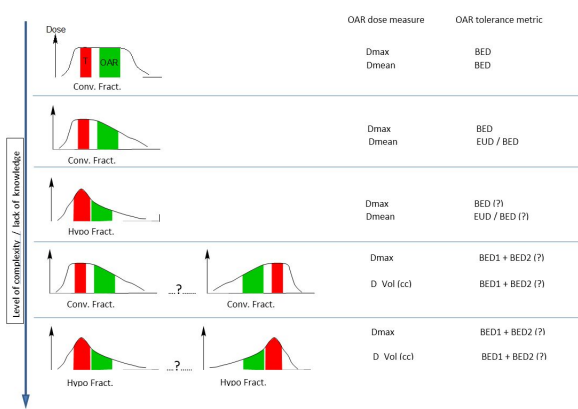 OAR dose measure OAR tolerance metric
Dose
T OAR
Dmax BED
Dmean BED
Conv. Fract.
Dmax BED
Dmean EUD / BED
Conv. Fract.
Dmax BED (?)
Dmean EUD / BED (?)
Hypo Fract.
Dmax BED1 + BED2 (?)
....?.....
D_Vol (cc) BED1 + BED2 (?)
Conv. Fract. Conv. Fract.
Dmax BED1 + BED2 (?)
....?.....
D_Vol (cc) BED1 + BED2 (?)
Hypo Fract. Hypo Fract.
Level of complexity / lack of knowledge